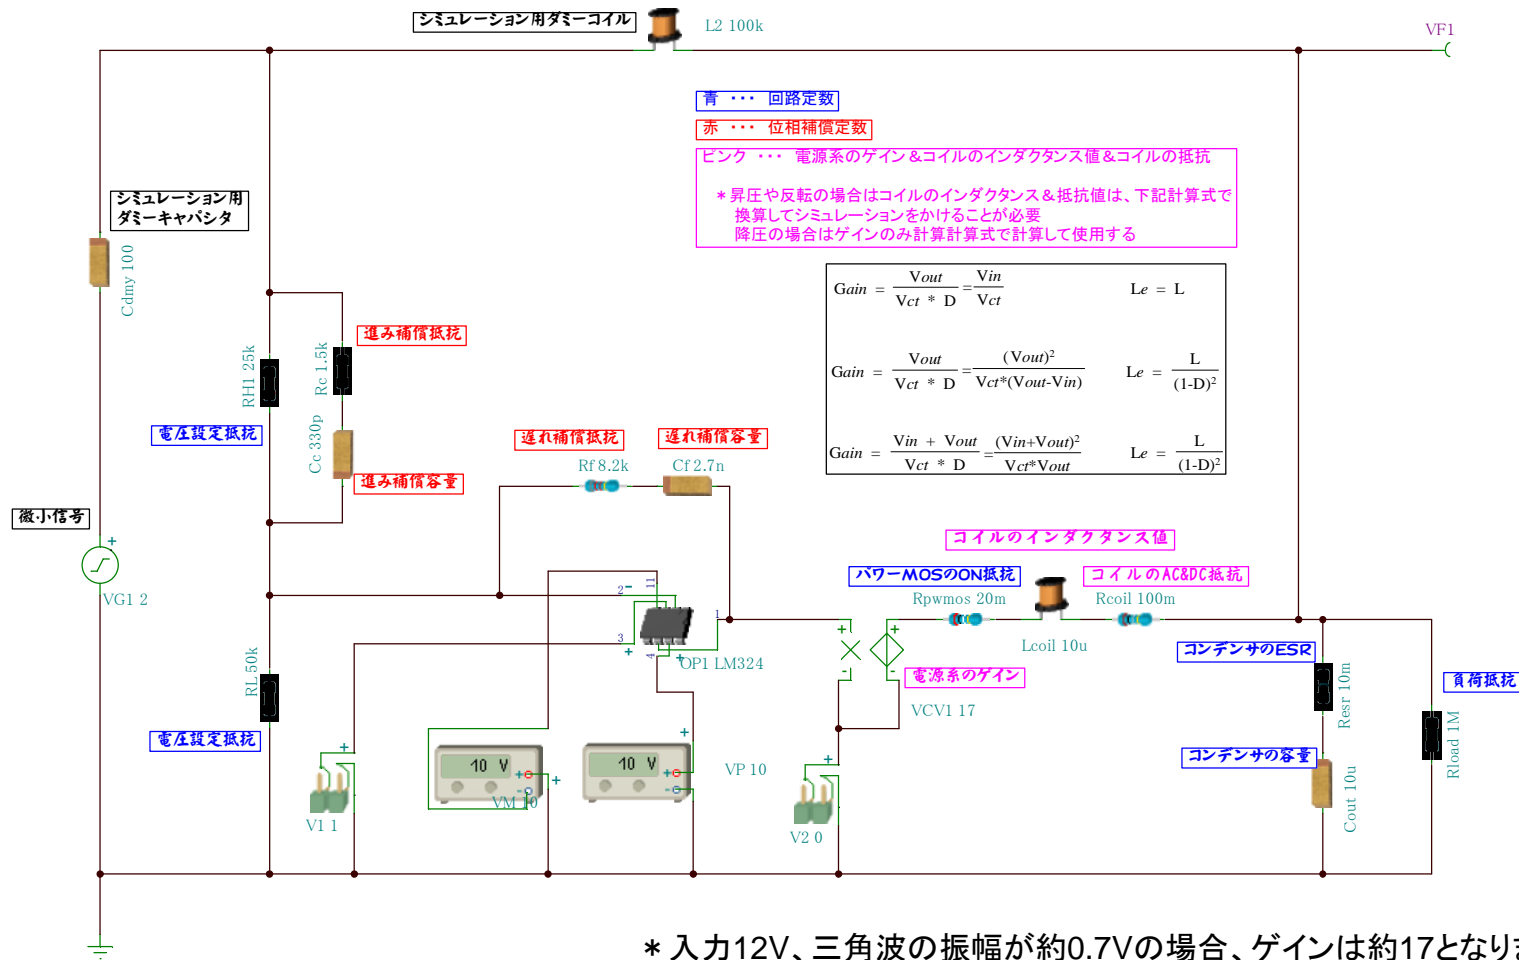 シミュレーション用ダミーコイル
L2 100k
VF1
青 ・・・ 回路定数
赤 ・・・ 位相補償定数
ピンク ・・・ 電源系のゲイン&コイルのインダクタンス値&コイルの抵抗
*昇圧や反転の場合はコイルのインダクタンス&抵抗値は、下記計算式で
換算してシミュレーションをかけることが必要
降圧の場合はゲインのみ計算計算式で計算して使用する
シミュレーション用
ダミーキャパシタ
Cdmy 100
Gain = Vout / Vct * D = Vin / Vct Le = L
Gain = Vout / Vct * D = (Vout)² / Vct*(Vout-Vin) Le = L / (1-D)²
Gain = Vin + Vout / Vct * D = (Vin+Vout)² / Vct*Vout Le = L / (1-D)²
進み補償抵抗
Rc 1.5k
RH1 25k
電圧設定抵抗
Cc 330p
進み補償容量
遅れ補償抵抗
遅れ補償容量
Rf 8.2k
Cf 2.7n
微小信号
+
VG1 2
コイルのインダクタンス値
パワーMOSのON抵抗
コイルのAC&DC抵抗
Rpwmos 20m
Rcoil 100m
Lcoil 10u
11
2 -
1
3 +
4 +
OP1 LM324
+ +
- -
電源系のゲイン
VCV1 17
コンデンサのESR
Resr 10m
負荷抵抗
Rload 1M
RL 50k
電圧設定抵抗
+
V1 1
10 V
+
-
+
VM 10
10 V
+
-
+
VP 10
+
V2 0
コンデンサの容量
Cout 10u
*入力12V、三角波の振幅が約0.7Vの場合、ゲインは約17となりま